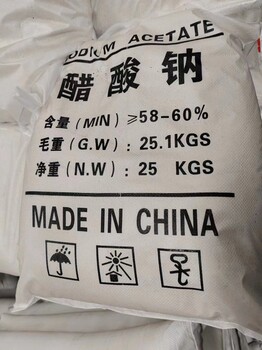 SODIUM ACETATE
醋酸钠
含量(MIN)≥58-60%
毛重(G.W):25.1KGS
净重(N.W):25 KGS
MADE IN CHINA